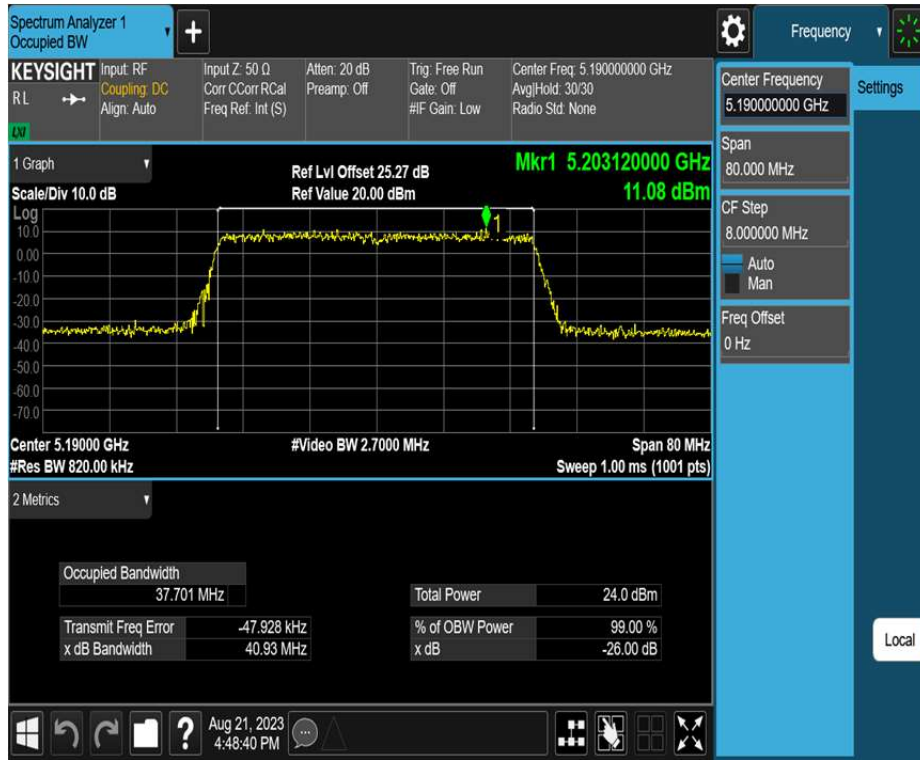 Spectrum Analyzer 1
Occupied BW
+
Frequency
KEYSIGHT
RL
LXI
Input: RF
Coupling: DC
Align: Auto
Input Z: 50 Ω
Corr CCorr RCal
Freq Ref: Int (S)
Atten: 20 dB
Preamp: Off
Trig: Free Run
Gate: Off
#IF Gain: Low
Center Freq: 5.190000000 GHz
Avg|Hold: 30/30
Radio Std: None
Center Frequency
5.190000000 GHz
Settings
Span
80.000 MHz
CF Step
8.000000 MHz
Auto
Man
Freq Offset
0 Hz
Local
1 Graph
Scale/Div 10.0 dB
Ref Lvl Offset 25.27 dB
Ref Value 20.00 dBm
Mkr1 5.203120000 GHz
11.08 dBm
Log
10.0
0.00
-10.0
-20.0
-30.0
-40.0
-50.0
-60.0
-70.0
1
Center 5.19000 GHz
#Video BW 2.7000 MHz
Span 80 MHz
#Res BW 820.00 kHz
Sweep 1.00 ms (1001 pts)
2 Metrics
Occupied Bandwidth
37.701 MHz
Total Power 24.0 dBm
Transmit Freq Error -47.928 kHz
% of OBW Power 99.00 %
x dB Bandwidth 40.93 MHz
x dB -26.00 dB
?
Aug 21, 2023
4:48:40 PM